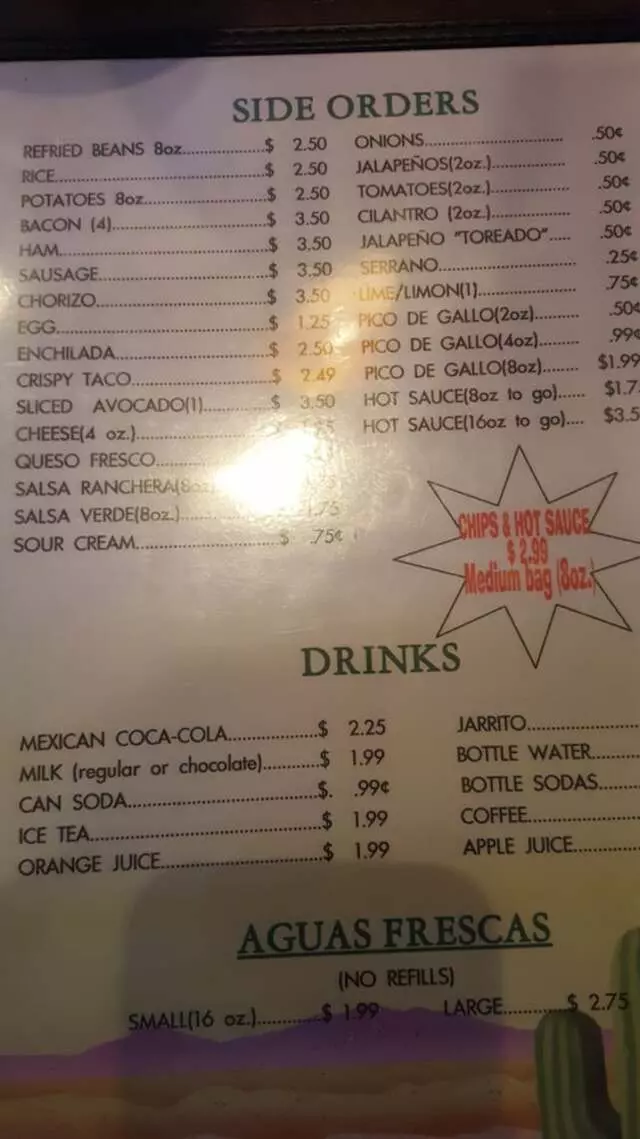 SIDE ORDERS
REFRIED BEANS 8oz..................$ 2.50
RICE..................$ 2.50
POTATOES 8oz..................$ 2.50
BACON (4)..................$ 3.50
HAM..................$ 3.50
SAUSAGE..................$ 3.50
CHORIZO..................$ 3.50
EGG..................$ 1.25
ENCHILADA..................$ 2.50
CRISPY TACO..................$ 2.49
SLICED AVOCADO(1)..................$ 3.50
CHEESE(4 oz.)..................
QUESO FRESCO..................
SALSA RANCHERA(8oz.)
SALSA VERDE(8oz.)..................1.75
SOUR CREAM..................$ .75¢
ONIONS..................50¢
JALAPEÑOS(2oz.)..................50¢
TOMATOES(2oz.)..................50¢
CILANTRO (2oz.)..................50¢
JALAPEÑO "TOREADO".....50¢
SERRANO..................25¢
LIME/LIMON(1)..................75¢
PICO DE GALLO(2oz)..........50¢
PICO DE GALLO(4oz)..........99¢
PICO DE GALLO(8oz)..........$1.99
HOT SAUCE(8oz to go)......$1.7
HOT SAUCE(16oz to go)....$3.5
CHIPS & HOT SAUCE
$ 2.99
Medium bag (8oz.)
DRINKS
MEXICAN COCA-COLA..................$ 2.25
MILK (regular or chocolate)...........$ 1.99
CAN SODA..................$. .99¢
ICE TEA..................$ 1.99
ORANGE JUICE..................$ 1.99
JARRITO..................
BOTTLE WATER..........
BOTTLE SODAS........
COFFEE..................
APPLE JUICE.............
AGUAS FRESCAS
(NO REFILLS)
SMALL(16 oz.)...........$ 1.99 LARGE...........$ 2.75